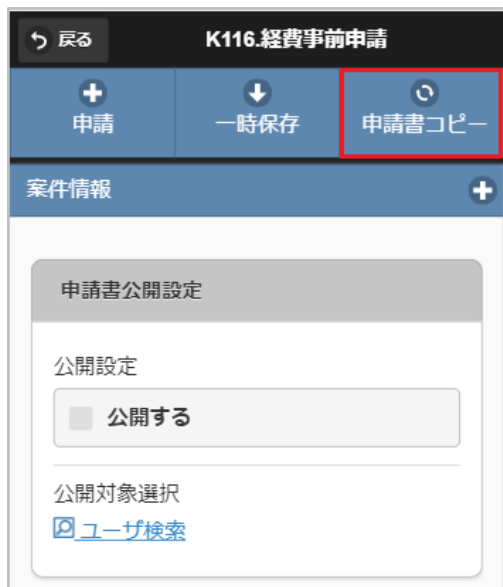 戻る
K116.経費事前申請
申請
一時保存
申請書コピー
案件情報
申請書公開設定
公開設定
公開する
公開対象選択
ユーザ検索